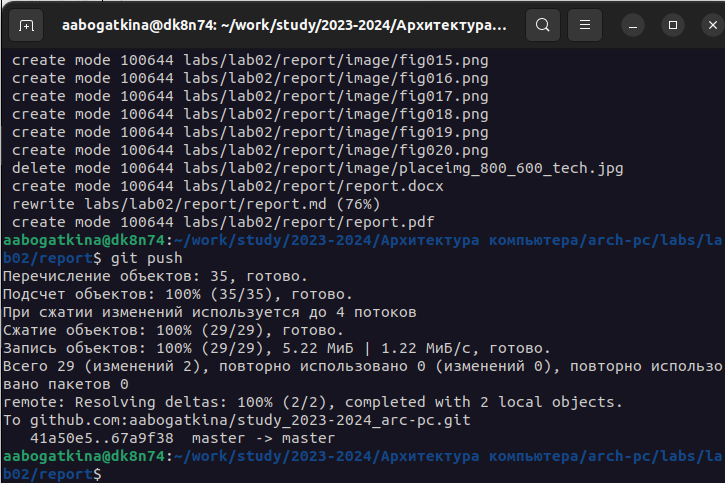 aabogatkina@dk8n74: ~/work/study/2023-2024/Архитектура...
create mode 100644 labs/lab02/report/image/fig015.png
create mode 100644 labs/lab02/report/image/fig016.png
create mode 100644 labs/lab02/report/image/fig017.png
create mode 100644 labs/lab02/report/image/fig018.png
create mode 100644 labs/lab02/report/image/fig019.png
create mode 100644 labs/lab02/report/image/fig020.png
delete mode 100644 labs/lab02/report/image/placeimg_800_600_tech.jpg
create mode 100644 labs/lab02/report/report.docx
rewrite labs/lab02/report/report.md (76%)
create mode 100644 labs/lab02/report/report.pdf
aabogatkina@dk8n74:~/work/study/2023-2024/Архитектура компьютера/arch-pc/labs/la
b02/report$ git push
Перечисление объектов: 35, готово.
Подсчет объектов: 100% (35/35), готово.
При сжатии изменений используется до 4 потоков
Сжатие объектов: 100% (29/29), готово.
Запись объектов: 100% (29/29), 5.22 МиБ | 1.22 МиБ/с, готово.
Всего 29 (изменений 2), повторно использовано 0 (изменений 0), повторно использо
вано пакетов 0
remote: Resolving deltas: 100% (2/2), completed with 2 local objects.
To github.com:aabogatkina/study_2023-2024_arc-pc.git
41a50e5..67a9f38 master -> master
aabogatkina@dk8n74:~/work/study/2023-2024/Архитектура компьютера/arch-pc/labs/la
b02/report$